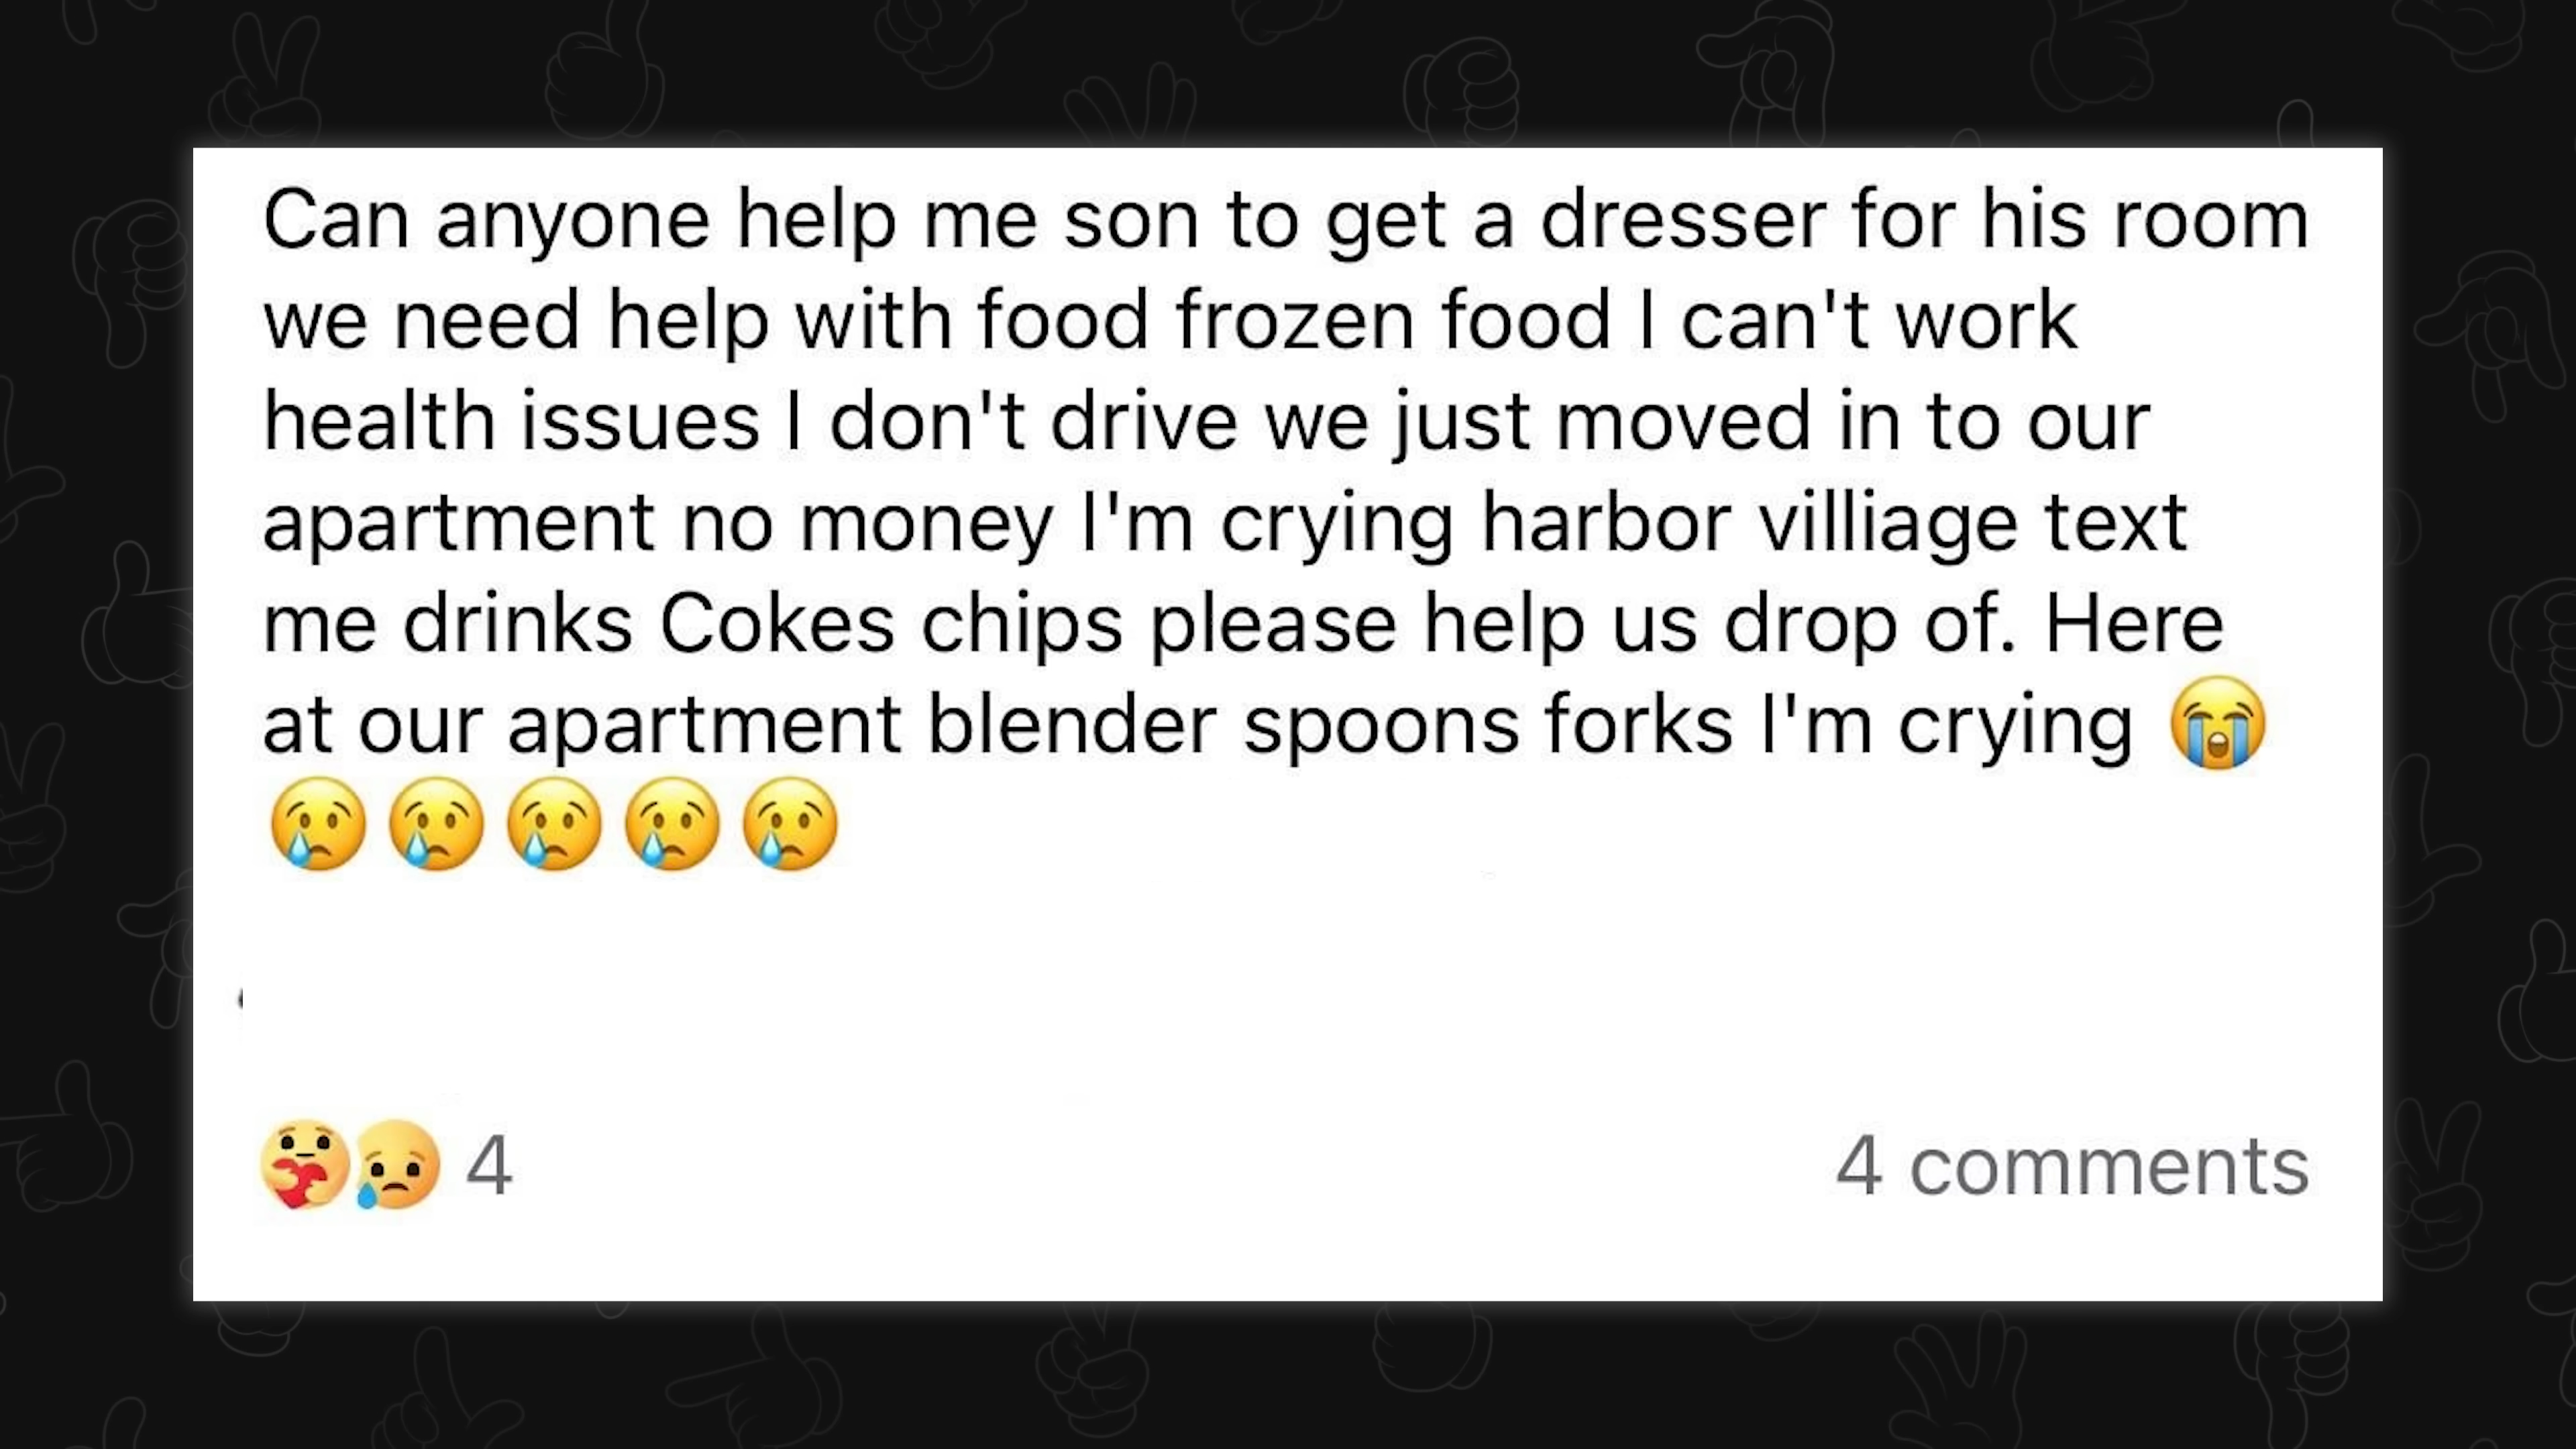 Can anyone help me son to get a dresser for his room
we need help with food frozen food I can't work
health issues I don't drive we just moved in to our
apartment no money I'm crying harbor villiage text
me drinks Cokes chips please help us drop of. Here
at our apartment blender spoons forks I'm crying 😭
😢😢😢😢😢
4
4 comments